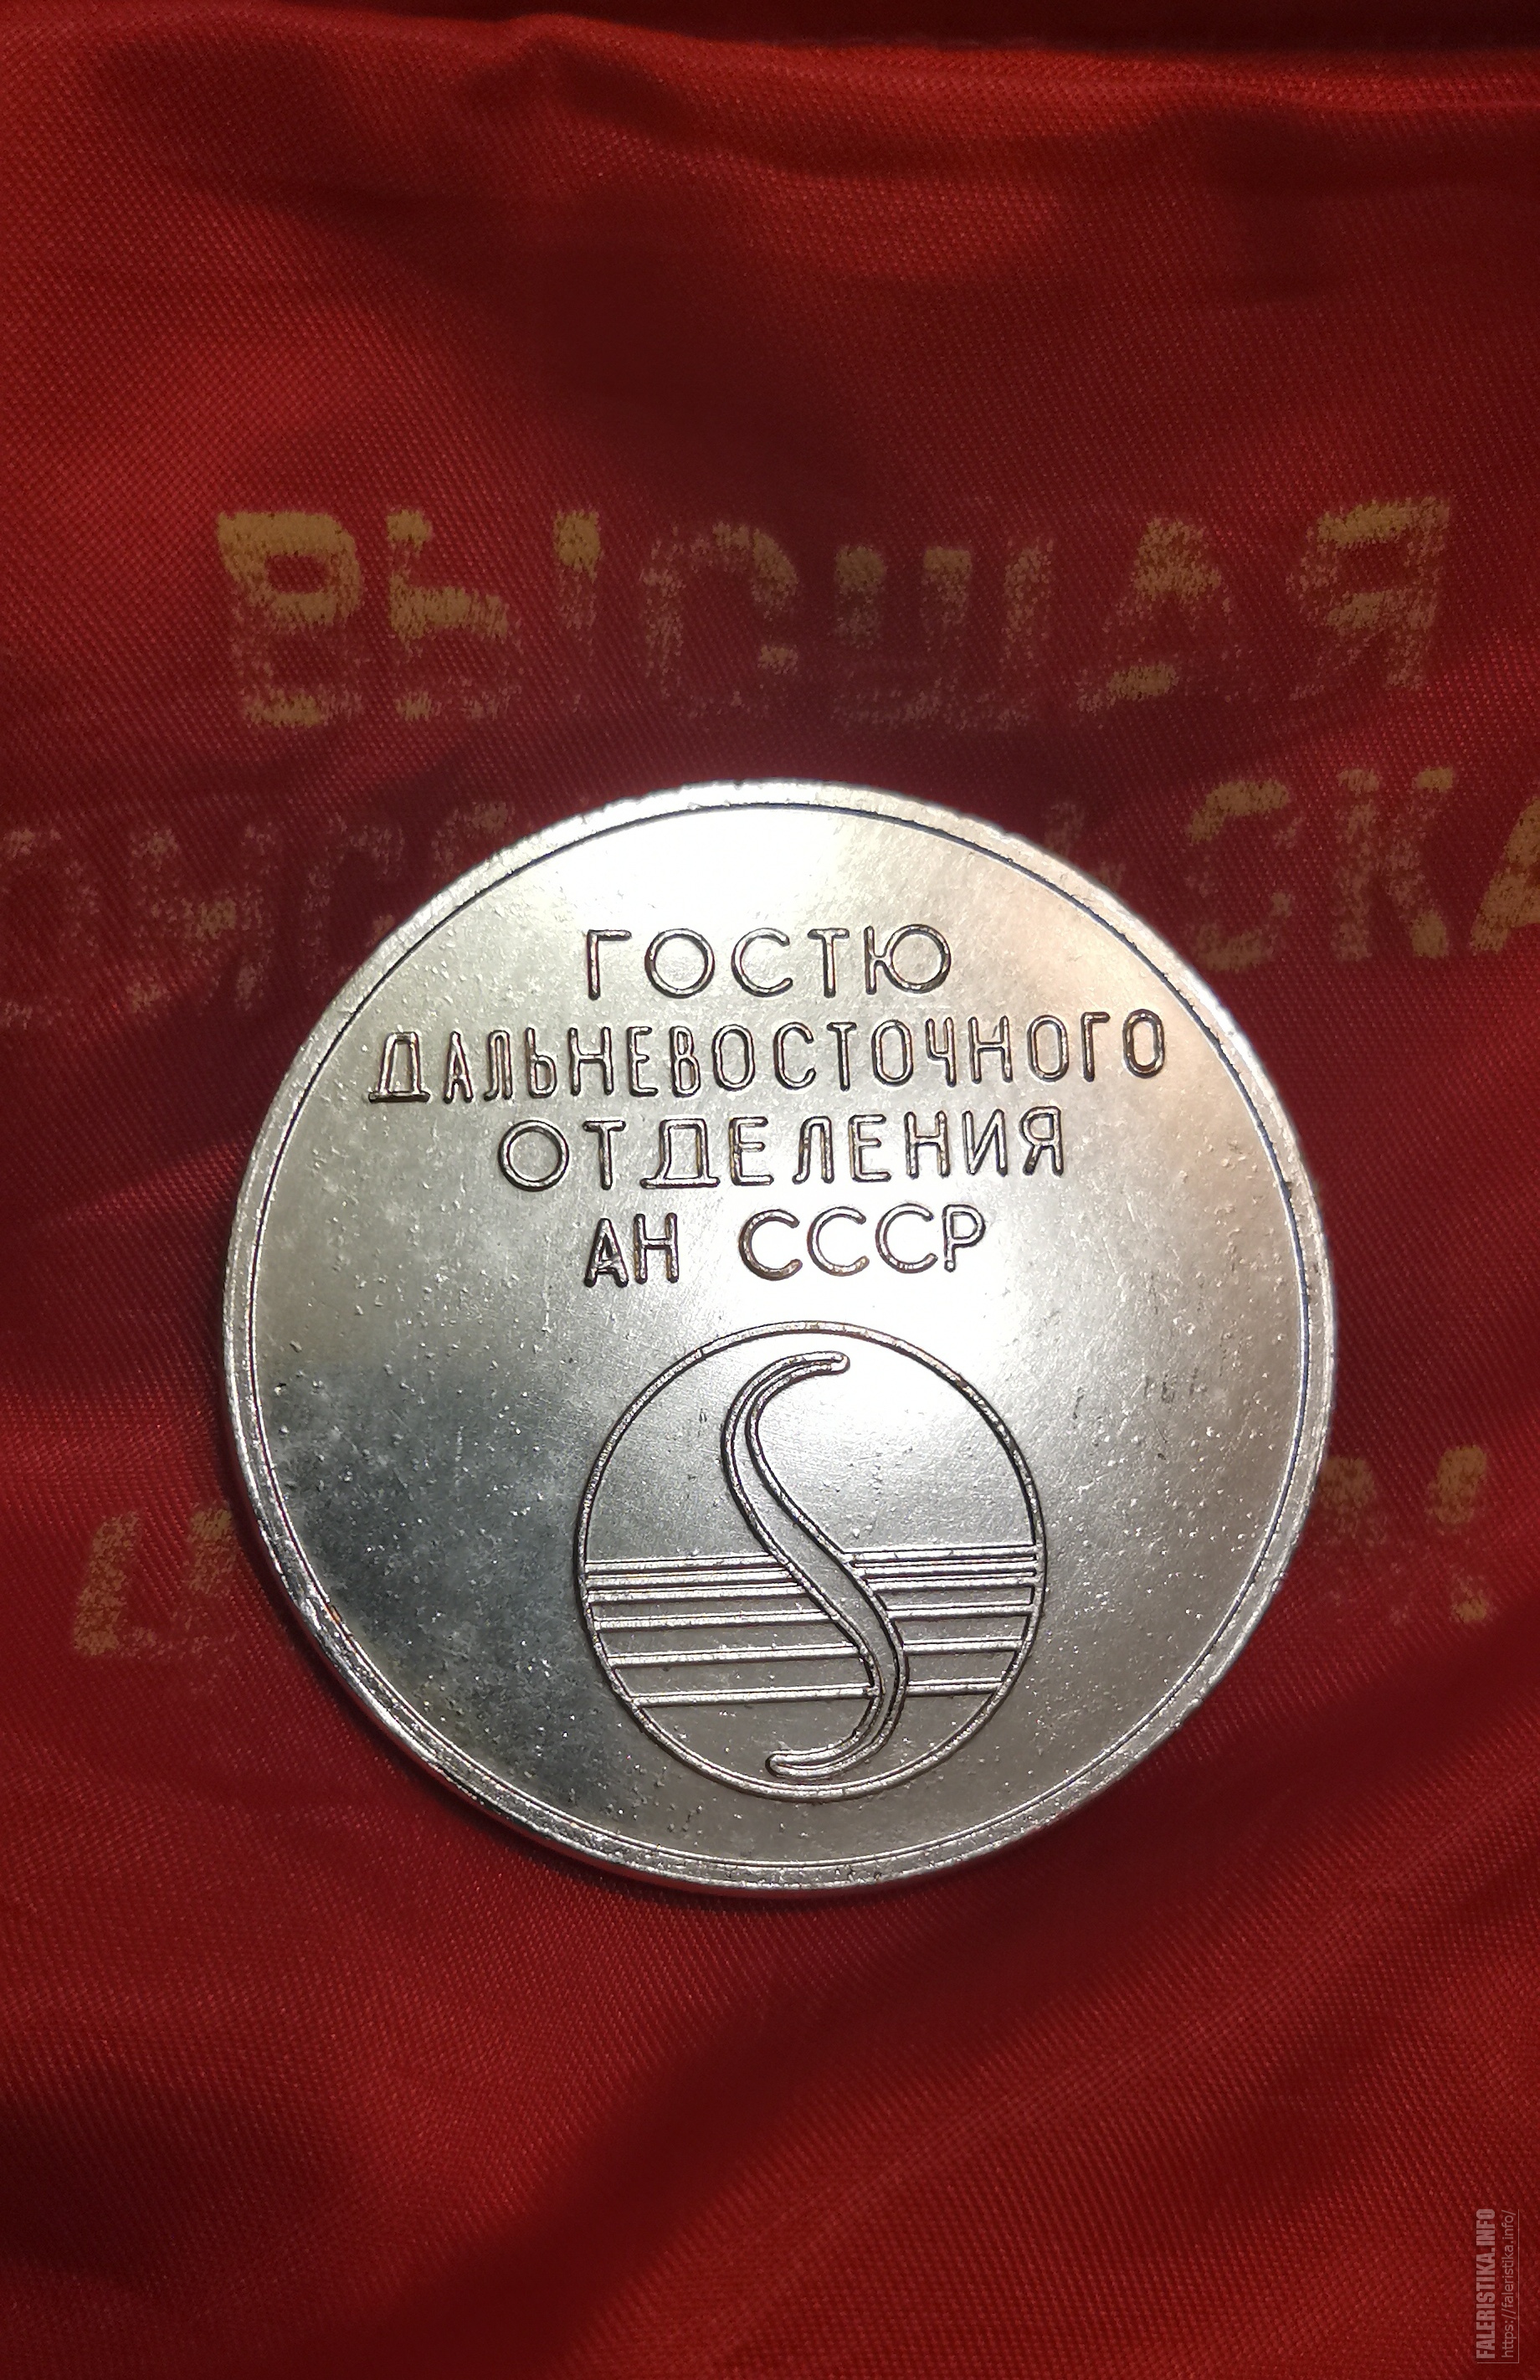 ВЫСШАЯ
ГОСТЮ
ДАЛЬНЕВОСТОЧНОГО
ОТДЕЛЕНИЯ
АН СССР
FALERISTIKA.INFO
https://faleristika.info/